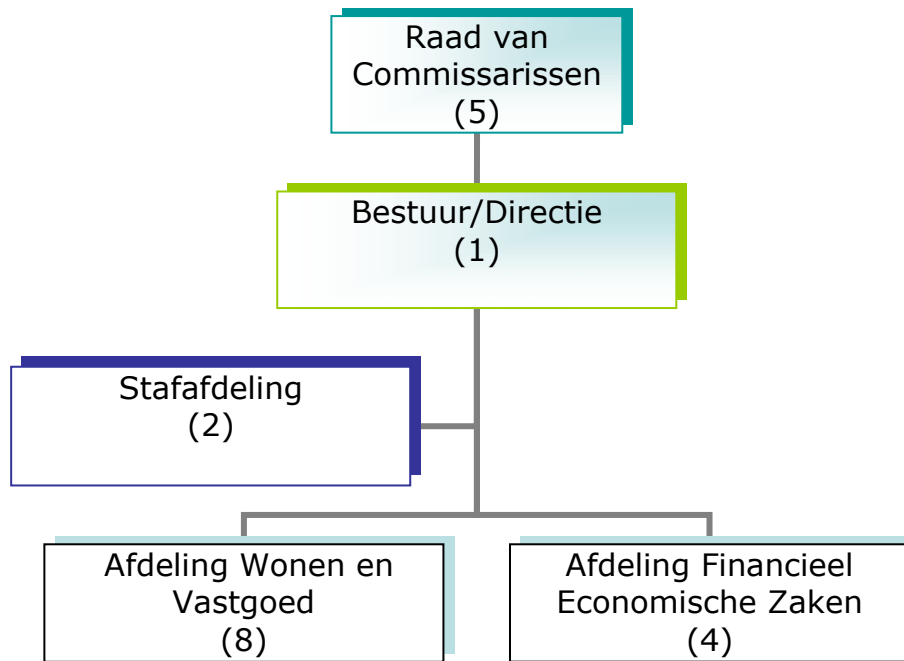 Raad van
Commissarissen
(5)
Bestuur/Directie
(1)
Stafafdeling
(2)
Afdeling Wonen en
Vastgoed
(8)
Afdeling Financieel
Economische Zaken
(4)